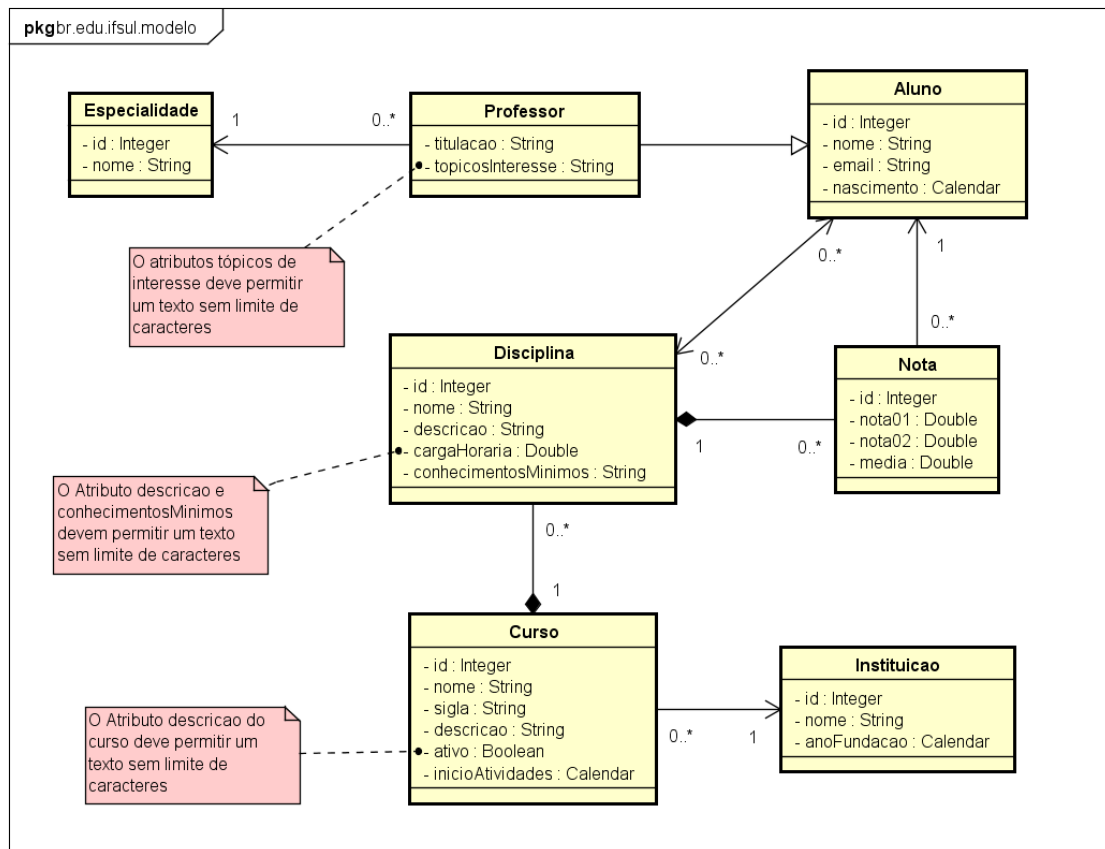 pkg br.edu.ifsul.modelo
Especialidade
- id : Integer
- nome : String
1
0..*
Professor
- titulacao : String
- topicosInteresse : String
Aluno
- id : Integer
- nome : String
- email : String
- nascimento : Calendar
O atributos tópicos de
interesse deve permitir
um texto sem limite de
caracteres
0..*
1
0..*
0..*
Disciplina
- id : Integer
- nome : String
- descricao : String
- cargaHoraria : Double
- conhecimentosMinimos : String
1
0..*
Nota
- id : Integer
- nota01 : Double
- nota02 : Double
- media : Double
O Atributo descricao e
conhecimentosMinimos
devem permitir um texto
sem limite de caracteres
0..*
1
Curso
- id : Integer
- nome : String
- sigla : String
- descricao : String
- ativo : Boolean
- inicioAtividades : Calendar
0..*
1
Instituicao
- id : Integer
- nome : String
- anoFundacao : Calendar
O Atributo descricao do
curso deve permitir um
texto sem limite de
caracteres